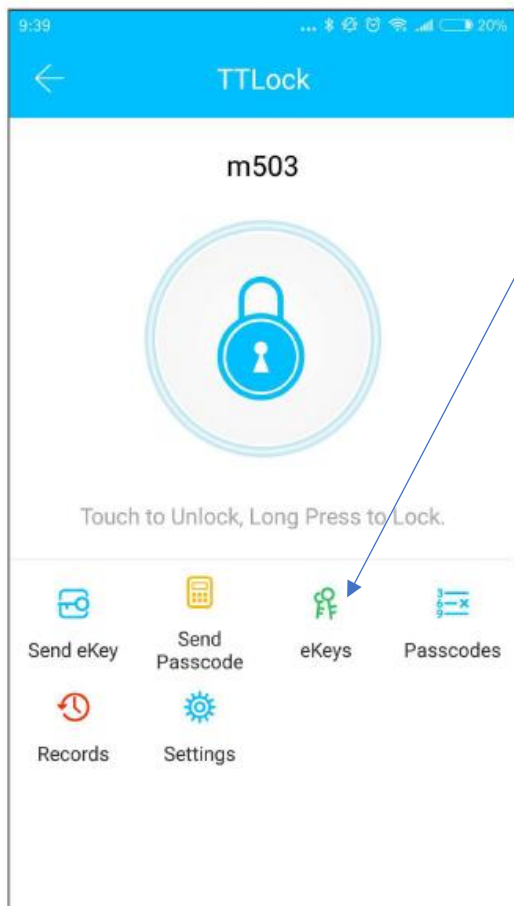 9:39 ... 20%
TTLock
m503
Touch to Unlock, Long Press to Lock.
Send eKey
Send
Passcode
eKeys
Passcodes
Records
Settings